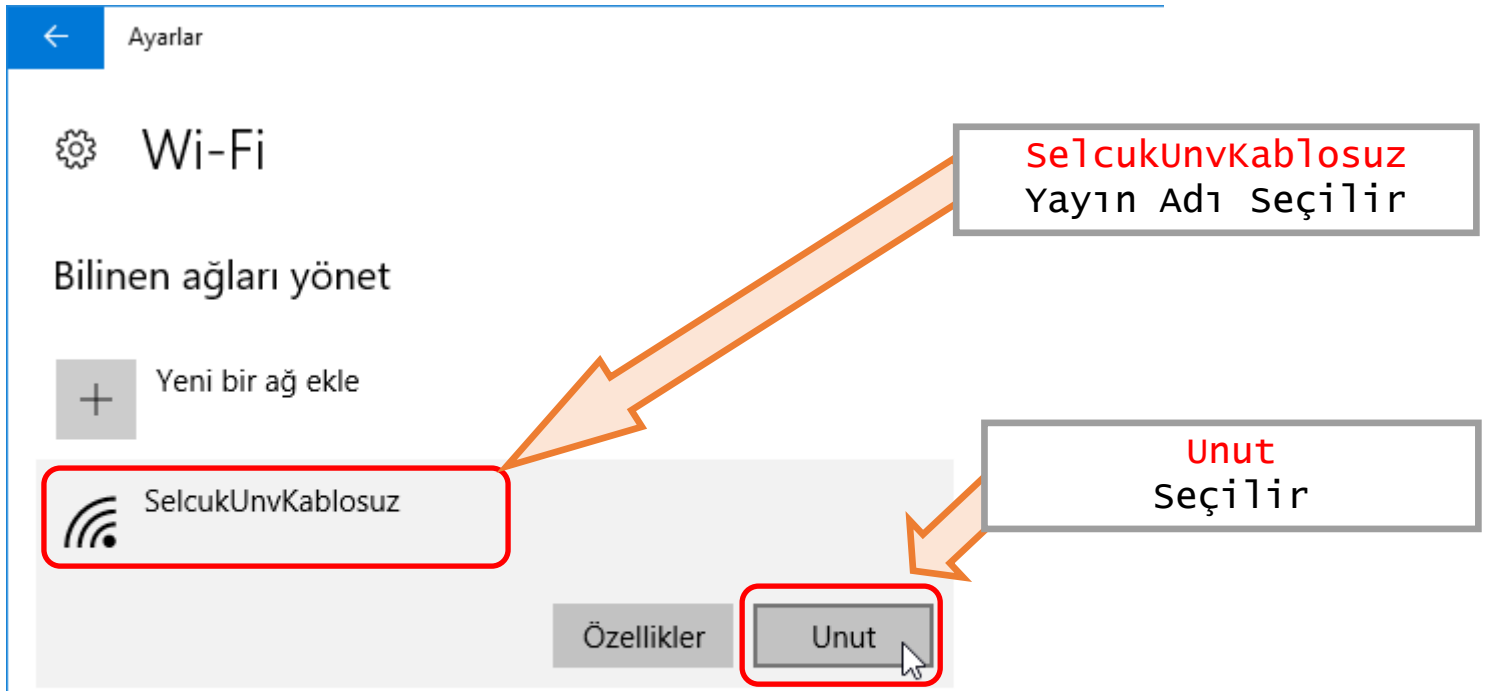 Ayarlar
Wi-Fi
SelcukUnvKablosuz
Yayın Adı Seçilir
Bilinen ağları yönet
Yeni bir ağ ekle
SelcukUnvKablosuz
Unut
Seçilir
Özellikler
Unut